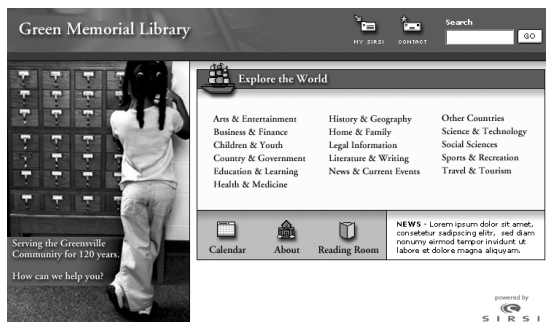 Green Memorial Library
MY SIRSI
CONTACT
Search
GO
Explore the World
Arts & Entertainment
Business & Finance
Children & Youth
Country & Government
Education & Learning
Health & Medicine
History & Geography
Home & Family
Legal Information
Literature & Writing
News & Current Events
Other Countries
Science & Technology
Social Sciences
Sports & Recreation
Travel & Tourism
Serving the Greensville
Community for 120 years.
How can we help you?
Calendar
About
Reading Room
NEWS - Lorem ipsum dolor sit amet,
consetetur sadipscing elitr, sed diam
nonumy eirmod tempor invidunt ut
labore et dolore magna aliquyam.
powered by
SIRSI